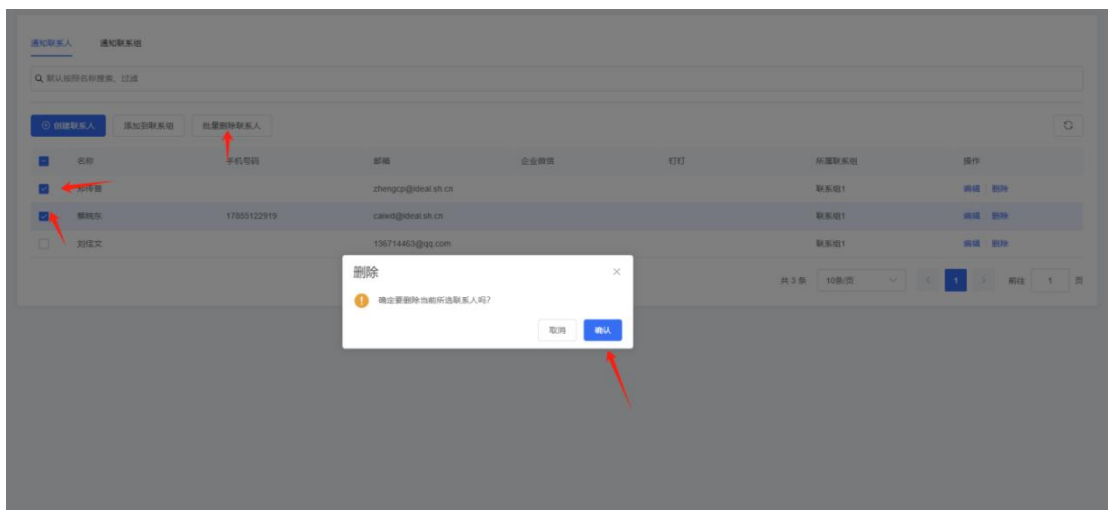 通知联系人 通知联系组
默认按照名称搜索、过滤
创建联系人 添加到联系组 批量删除联系人
名称 手机号码 邮箱 企业微信 钉钉 所属联系组 操作
zhengcp@ideal.sh.cn 联系组1 编辑 删除
蔡晓东 17855122919 caied@ideal.sh.cn 联系组1 编辑 删除
刘任文 136714463@qq.com 联系组1 编辑 删除
共 3 条 10条/页 1 前往 1 页
删除
确定要删除当前所选联系人吗?
取消 确认